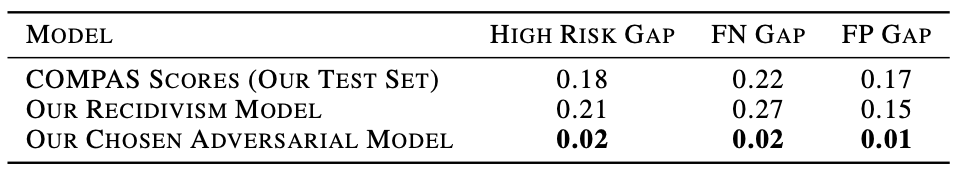 MODEL HIGH RISK GAP FN GAP FP GAP
COMPAS SCORES (OUR TEST SET) 0.18 0.22 0.17
OUR RECIDIVISM MODEL 0.21 0.27 0.15
OUR CHOSEN ADVERSARIAL MODEL 0.02 0.02 0.01